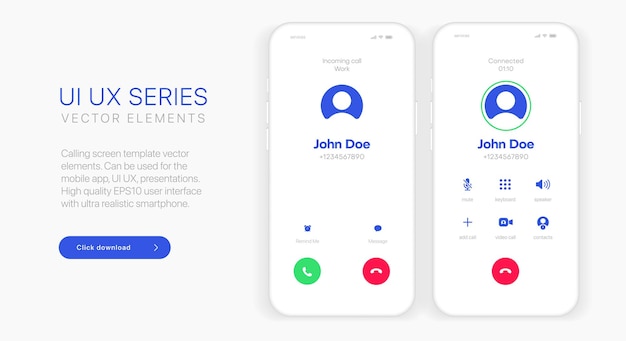 UI UX SERIES
VECTOR ELEMENTS
Calling screen template vector
elements. Can be used for the
mobile app, UI UX, presentations.
High quality EPS10 user interface
with ultra realistic smartphone.
Click download
Incoming call
Work
John Doe
+1234567890
Remind Me
Message
Connected
01:10
John Doe
+1234567890
mute
keyboard
speaker
add call
video call
contacts